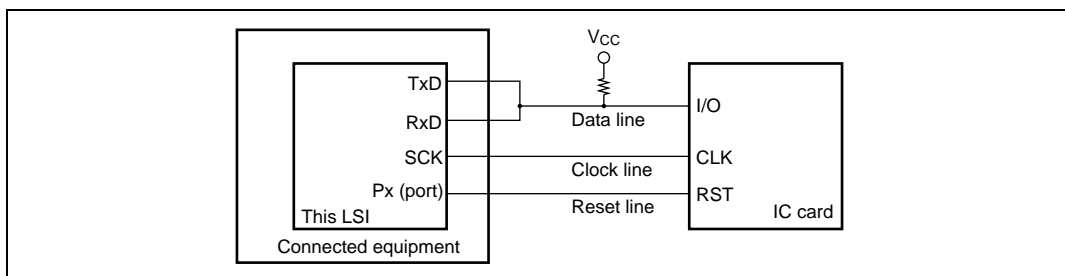 V_CC
TxD
RxD
SCK
Px (port)
This LSI
Connected equipment
Data line
Clock line
Reset line
I/O
CLK
RST
IC card